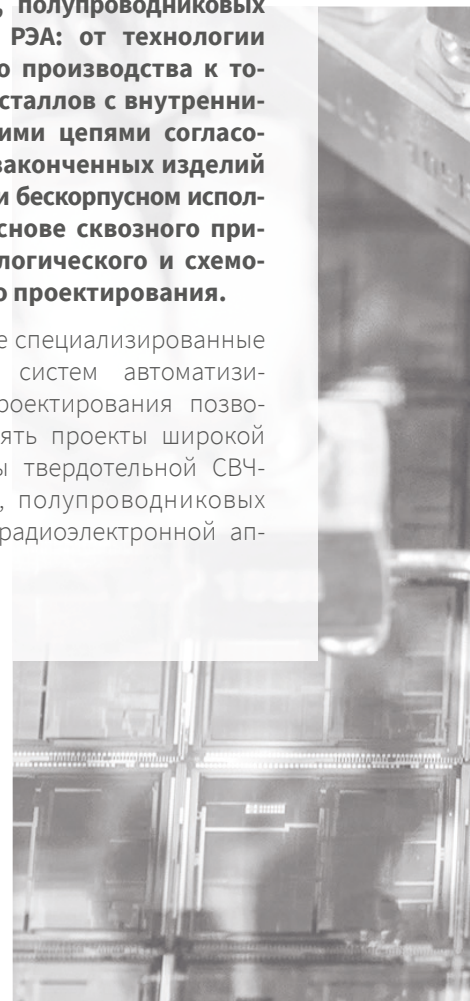 , полупроводниковых
РЭА: от технологии
о производства к то-
сталлов с внутренни-
ими цепями согласо-
законченных изделий
и бескорпусном испол-
снове сквозного при-
логического и схемо-
о проектирования.
е специализированные
систем автоматизи-
роектирования позво-
ять проекты широкой
ы твердотельной СВЧ-
, полупроводниковых
радиоэлектронной ап-